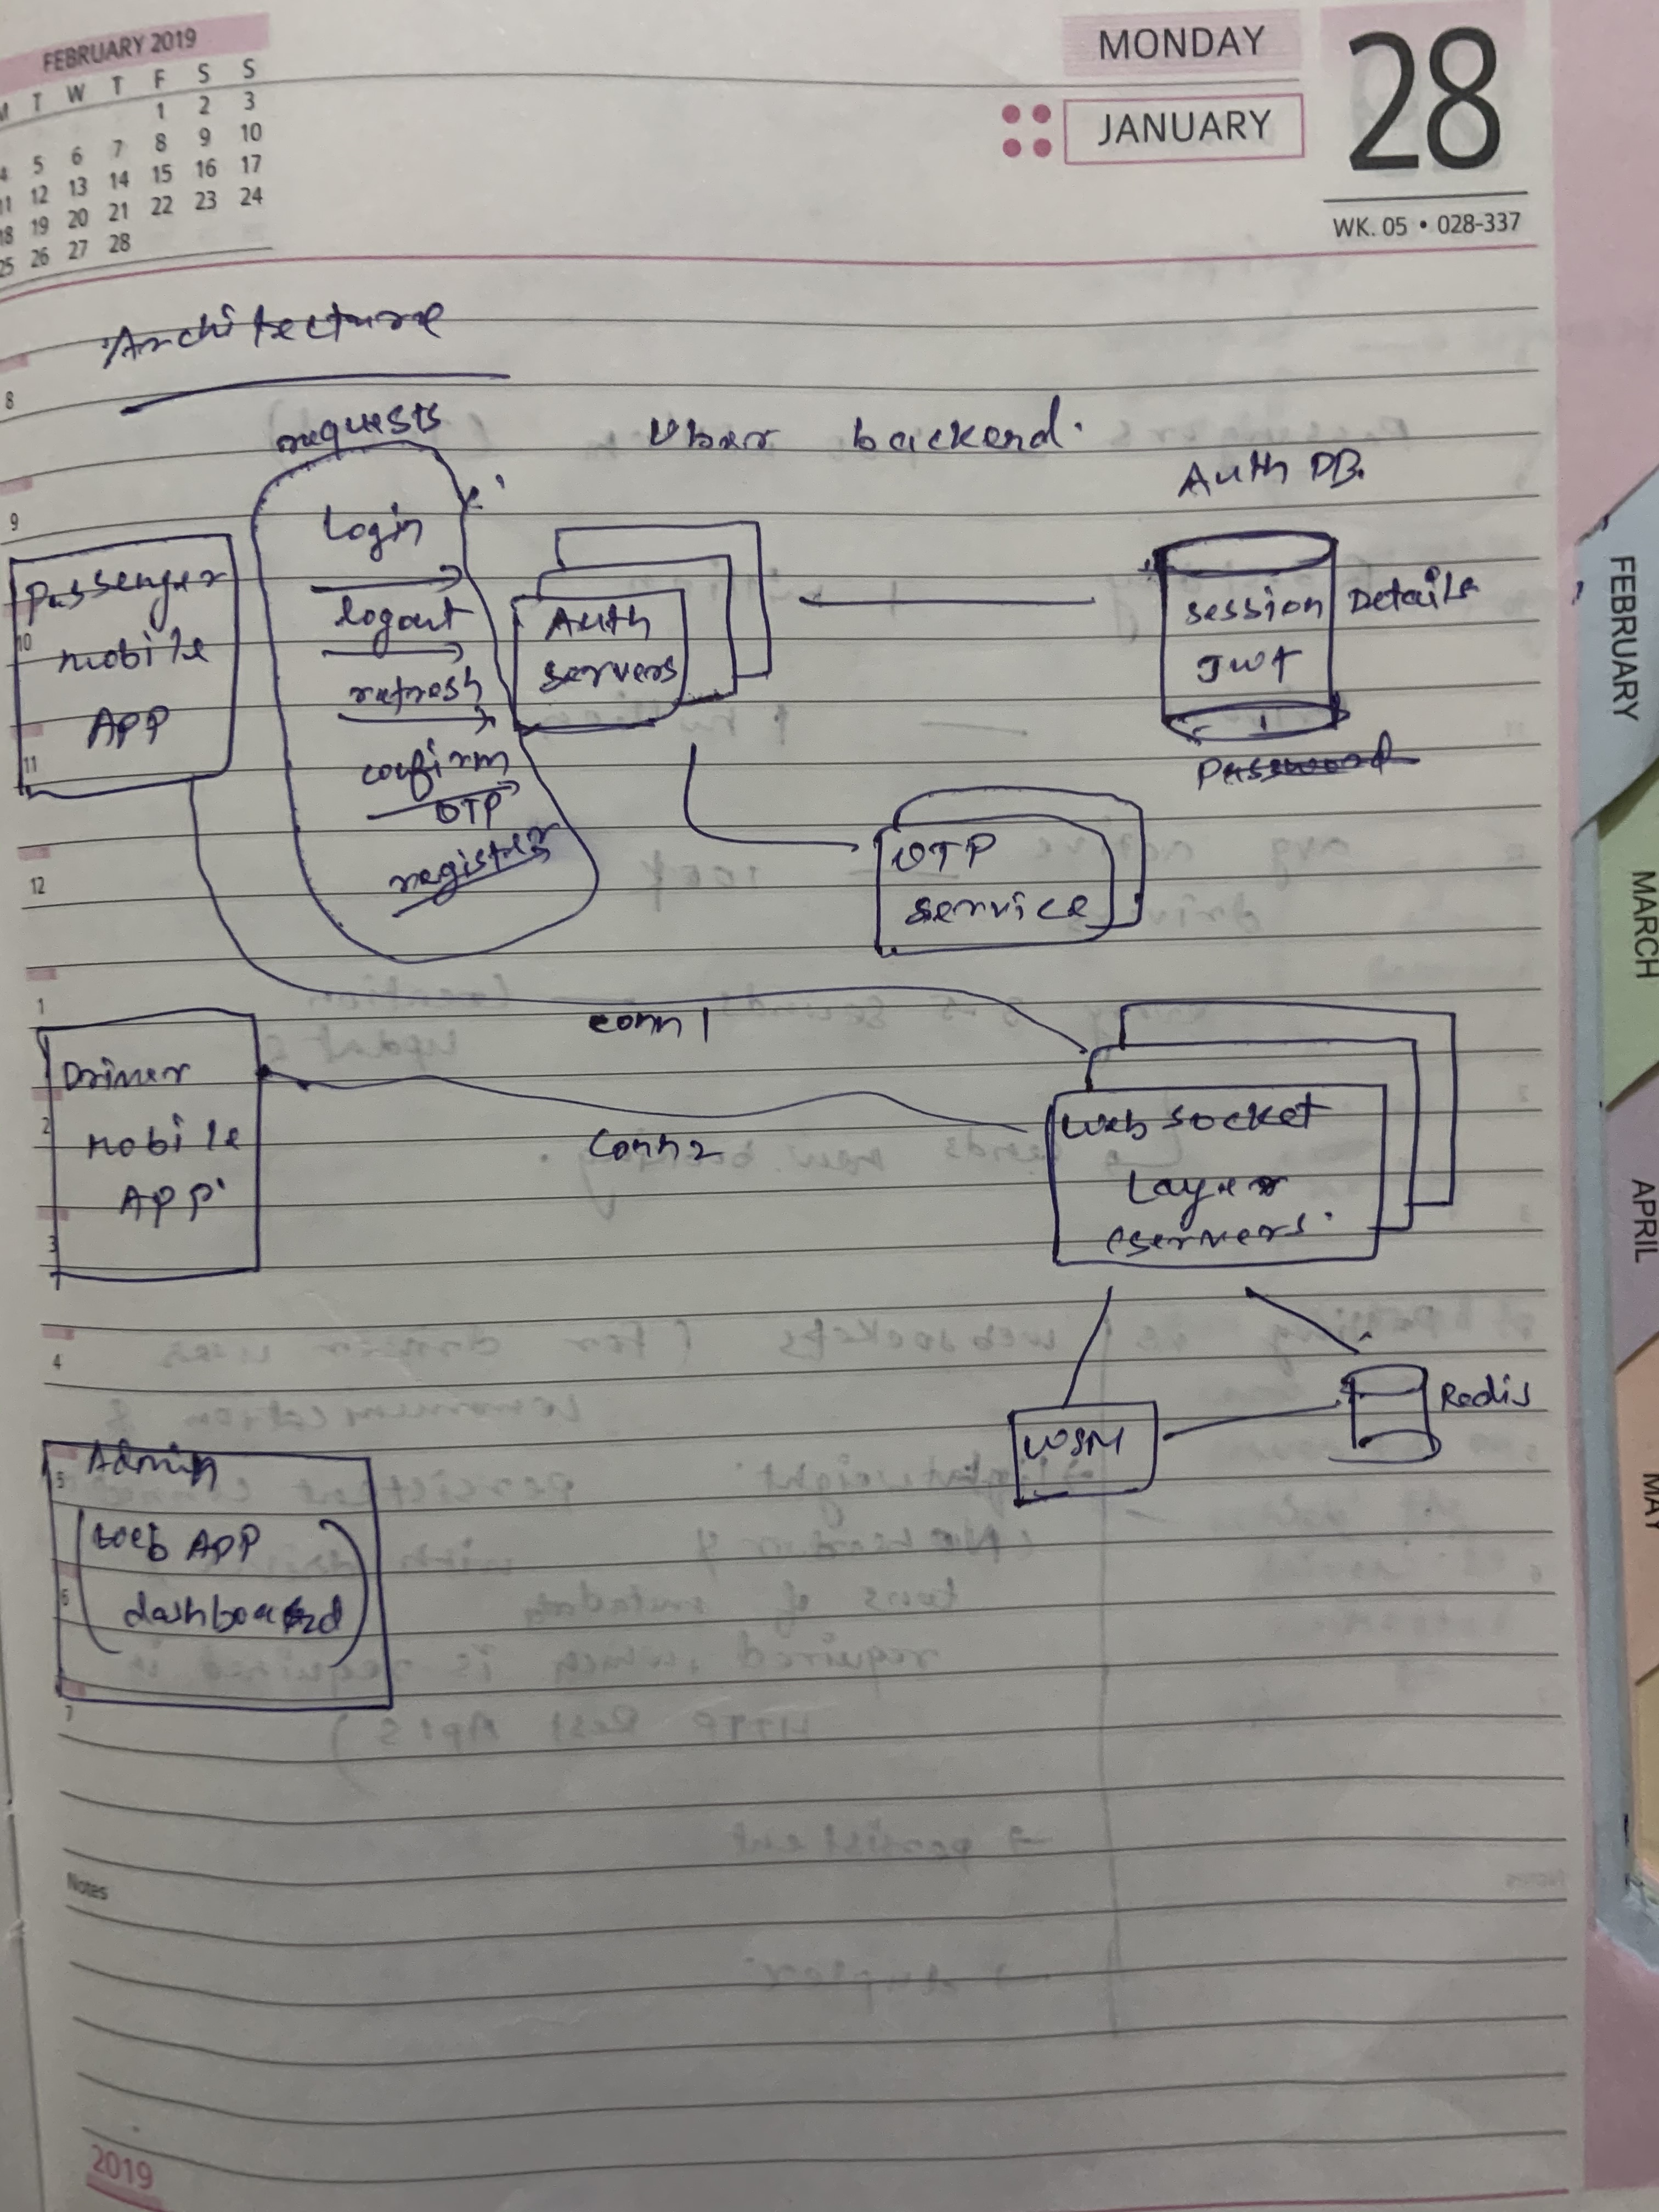 FEBRUARY 2019
M T W T F S S
1 2 3
4 5 6 7 8 9 10
11 12 13 14 15 16 17
18 19 20 21 22 23 24
25 26 27 28
MONDAY
JANUARY
28
WK. 05 • 028-337
Architecture
requests
Uber backend.
Auth DB.
8
9
10
11
12
1
2
3
4
5
6
7
Passenger
mobile
APP
Login
logout
refresh
confirm
OTP
register
Auth
servers
session
JWT
Details
Password
OTP
service
conn 1
Driver
mobile
APP
Conn 2
Web socket
Layer
servers.
WSM
Redis
Admin
(web APP
dashboard)
Notes
2019
FEBRUARY
MARCH
APRIL
MAY